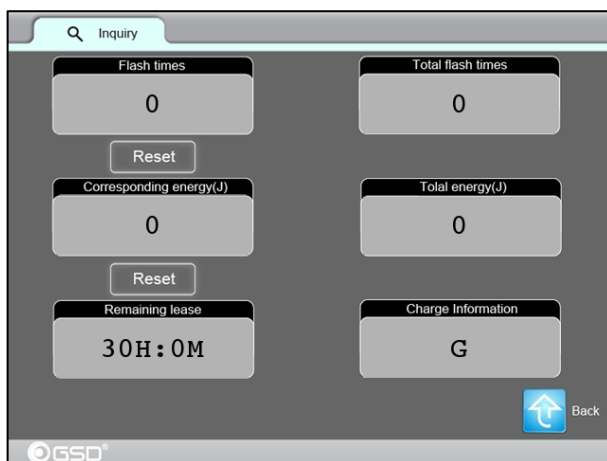 Inquiry
Flash times
0
Total flash times
0
Reset
Corresponding energy(J)
0
Tolal energy(J)
0
Reset
Remaining lease
30H:0M
Charge Information
G
Back
GSD®